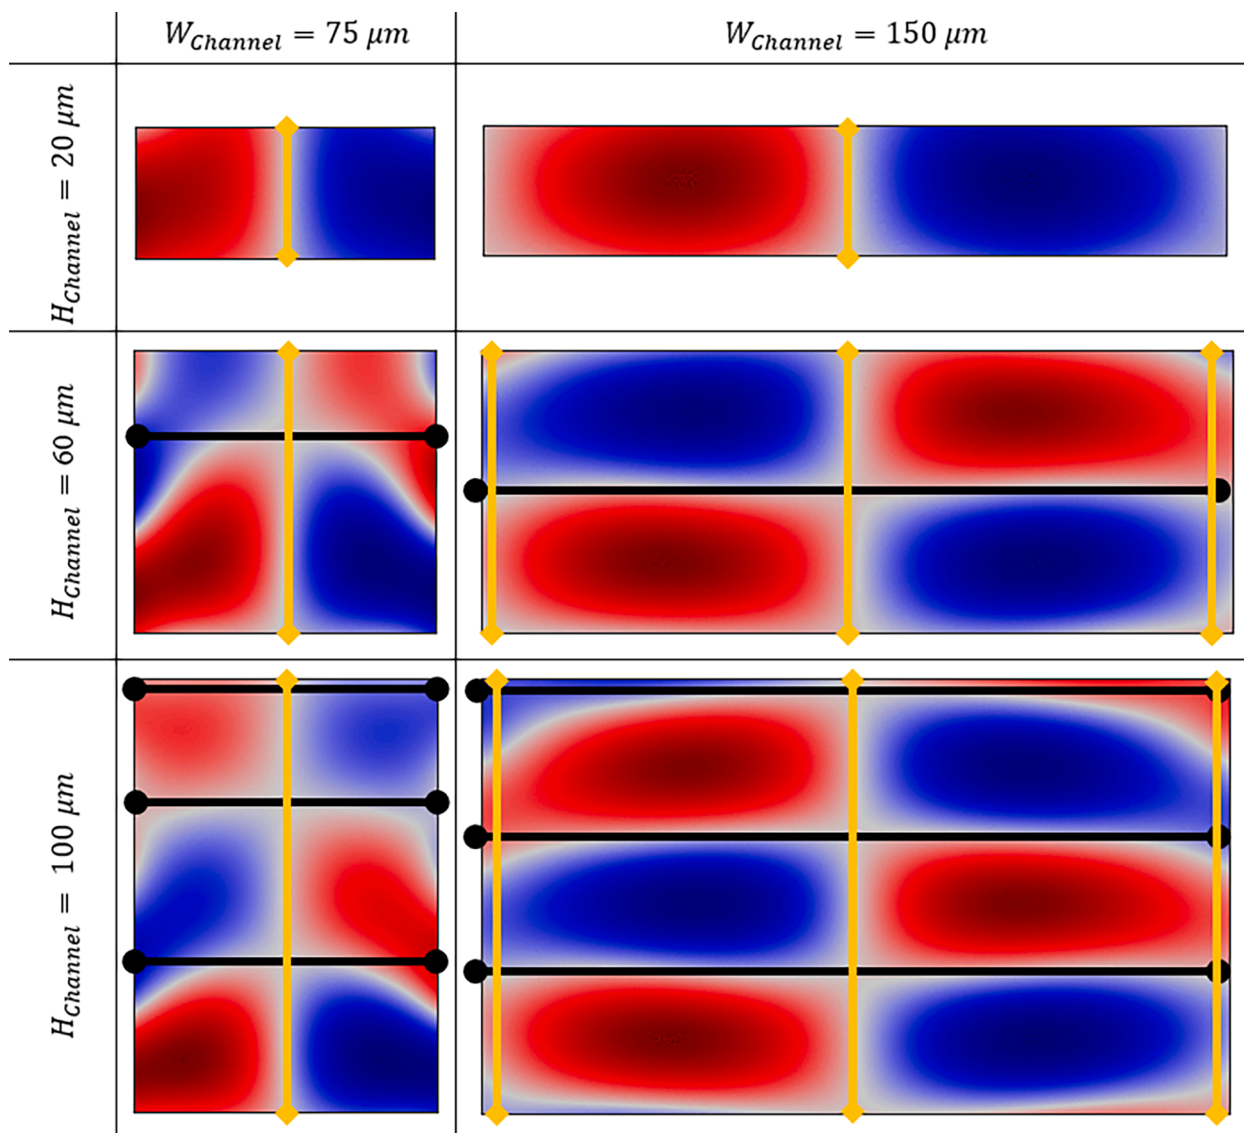 W_Channel = 75 μm
W_Channel = 150 μm
H_Channel = 20 μm
H_Channel = 60 μm
H_Channel = 100 μm